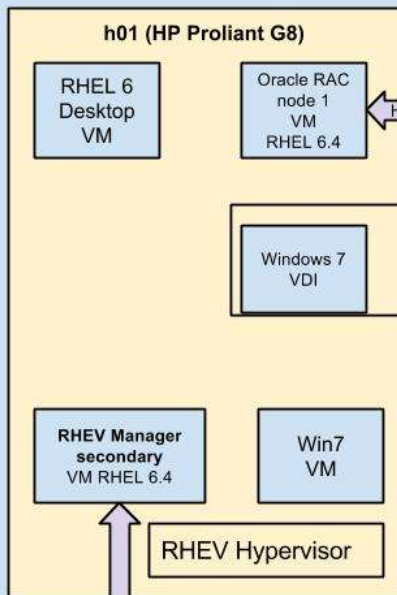 h01 (HP Proliant G8)
RHEL 6
Desktop
VM
Oracle RAC
node 1
VM
RHEL 6.4
H
Windows 7
VDI
RHEV Manager
secondary
VM RHEL 6.4
Win7
VM
RHEV Hypervisor